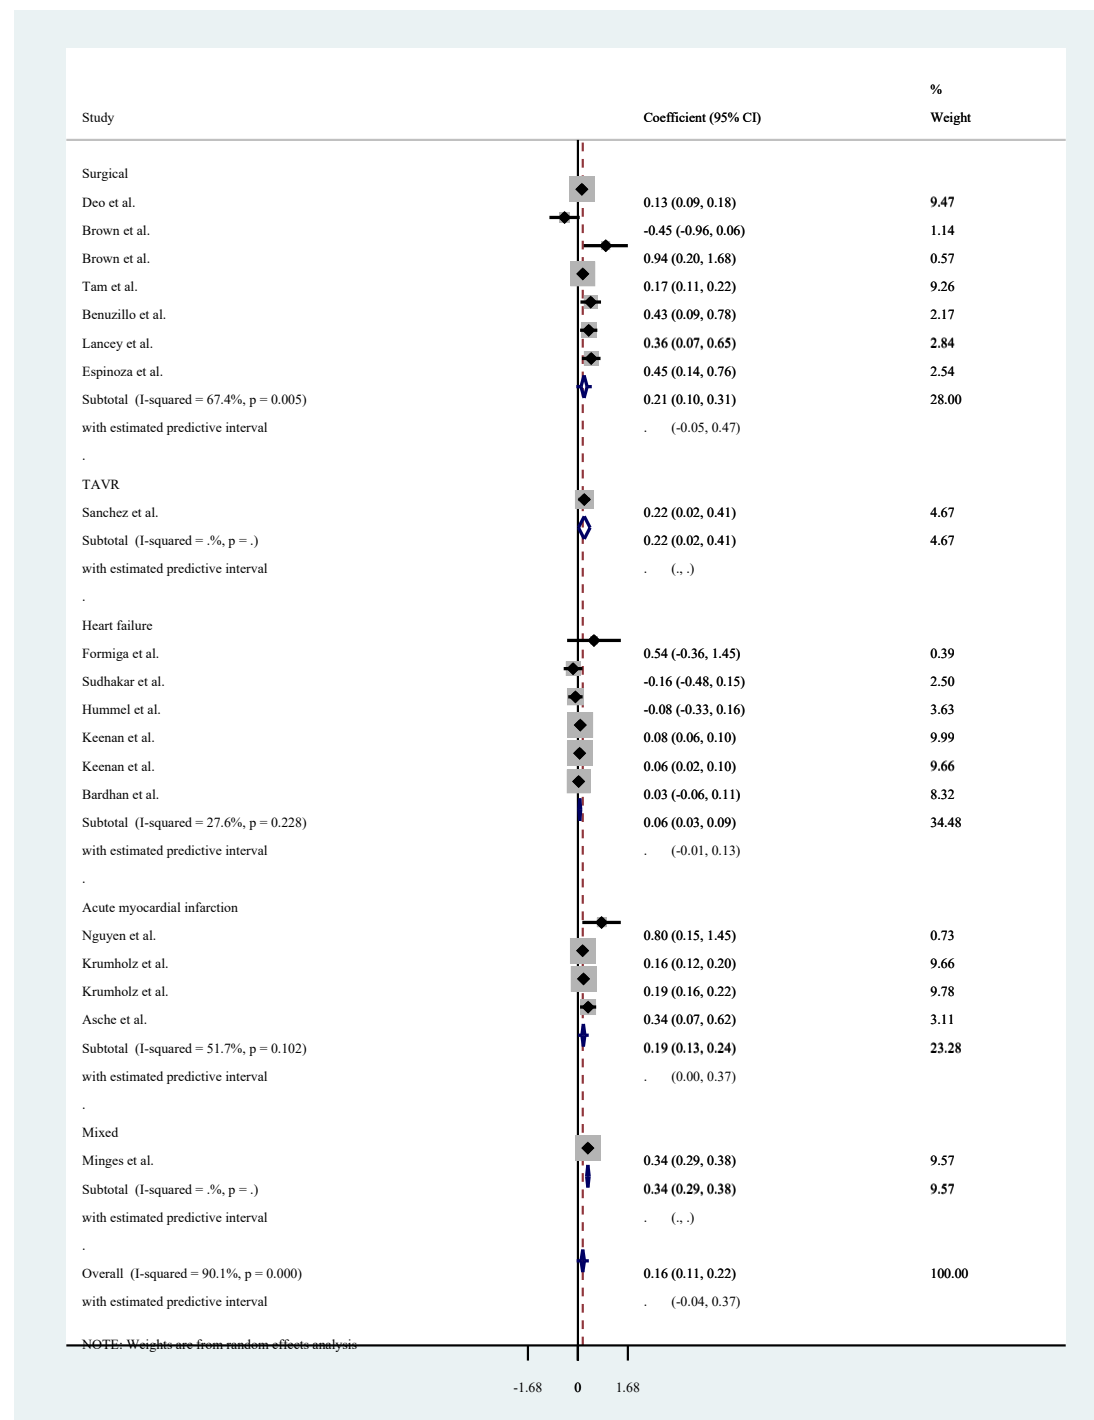 %
Study Coefficient (95% CI) Weight
Surgical
Deo et al. 0.13 (0.09, 0.18) 9.47
Brown et al. -0.45 (-0.96, 0.06) 1.14
Brown et al. 0.94 (0.20, 1.68) 0.57
Tam et al. 0.17 (0.11, 0.22) 9.26
Benuzillo et al. 0.43 (0.09, 0.78) 2.17
Lancey et al. 0.36 (0.07, 0.65) 2.84
Espinoza et al. 0.45 (0.14, 0.76) 2.54
Subtotal (I-squared = 67.4%, p = 0.005) 0.21 (0.10, 0.31) 28.00
with estimated predictive interval . (-0.05, 0.47)
.
TAVR
Sanchez et al. 0.22 (0.02, 0.41) 4.67
Subtotal (I-squared = .%, p = .) 0.22 (0.02, 0.41) 4.67
with estimated predictive interval . (., .)
.
Heart failure
Formiga et al. 0.54 (-0.36, 1.45) 0.39
Sudhakar et al. -0.16 (-0.48, 0.15) 2.50
Hummel et al. -0.08 (-0.33, 0.16) 3.63
Keenan et al. 0.08 (0.06, 0.10) 9.99
Keenan et al. 0.06 (0.02, 0.10) 9.66
Bardhan et al. 0.03 (-0.06, 0.11) 8.32
Subtotal (I-squared = 27.6%, p = 0.228) 0.06 (0.03, 0.09) 34.48
with estimated predictive interval . (-0.01, 0.13)
.
Acute myocardial infarction
Nguyen et al. 0.80 (0.15, 1.45) 0.73
Krumholz et al. 0.16 (0.12, 0.20) 9.66
Krumholz et al. 0.19 (0.16, 0.22) 9.78
Asche et al. 0.34 (0.07, 0.62) 3.11
Subtotal (I-squared = 51.7%, p = 0.102) 0.19 (0.13, 0.24) 23.28
with estimated predictive interval . (0.00, 0.37)
.
Mixed
Minges et al. 0.34 (0.29, 0.38) 9.57
Subtotal (I-squared = .%, p = .) 0.34 (0.29, 0.38) 9.57
with estimated predictive interval . (., .)
.
Overall (I-squared = 90.1%, p = 0.000) 0.16 (0.11, 0.22) 100.00
with estimated predictive interval . (-0.04, 0.37)
NOTE: Weights are from random effects analysis
-1.68 0 1.68